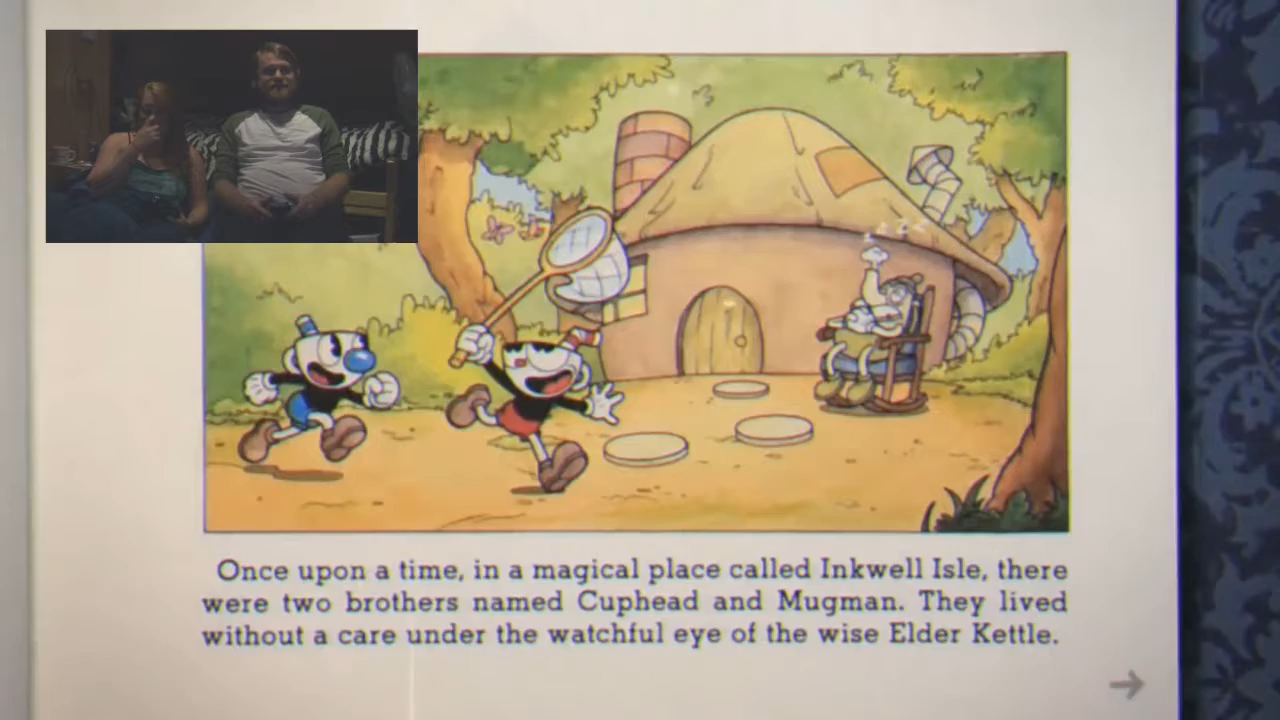 z z z z
Once upon a time, in a magical place called Inkwell Isle, there
were two brothers named Cuphead and Mugman. They lived
without a care under the watchful eye of the wise Elder Kettle.